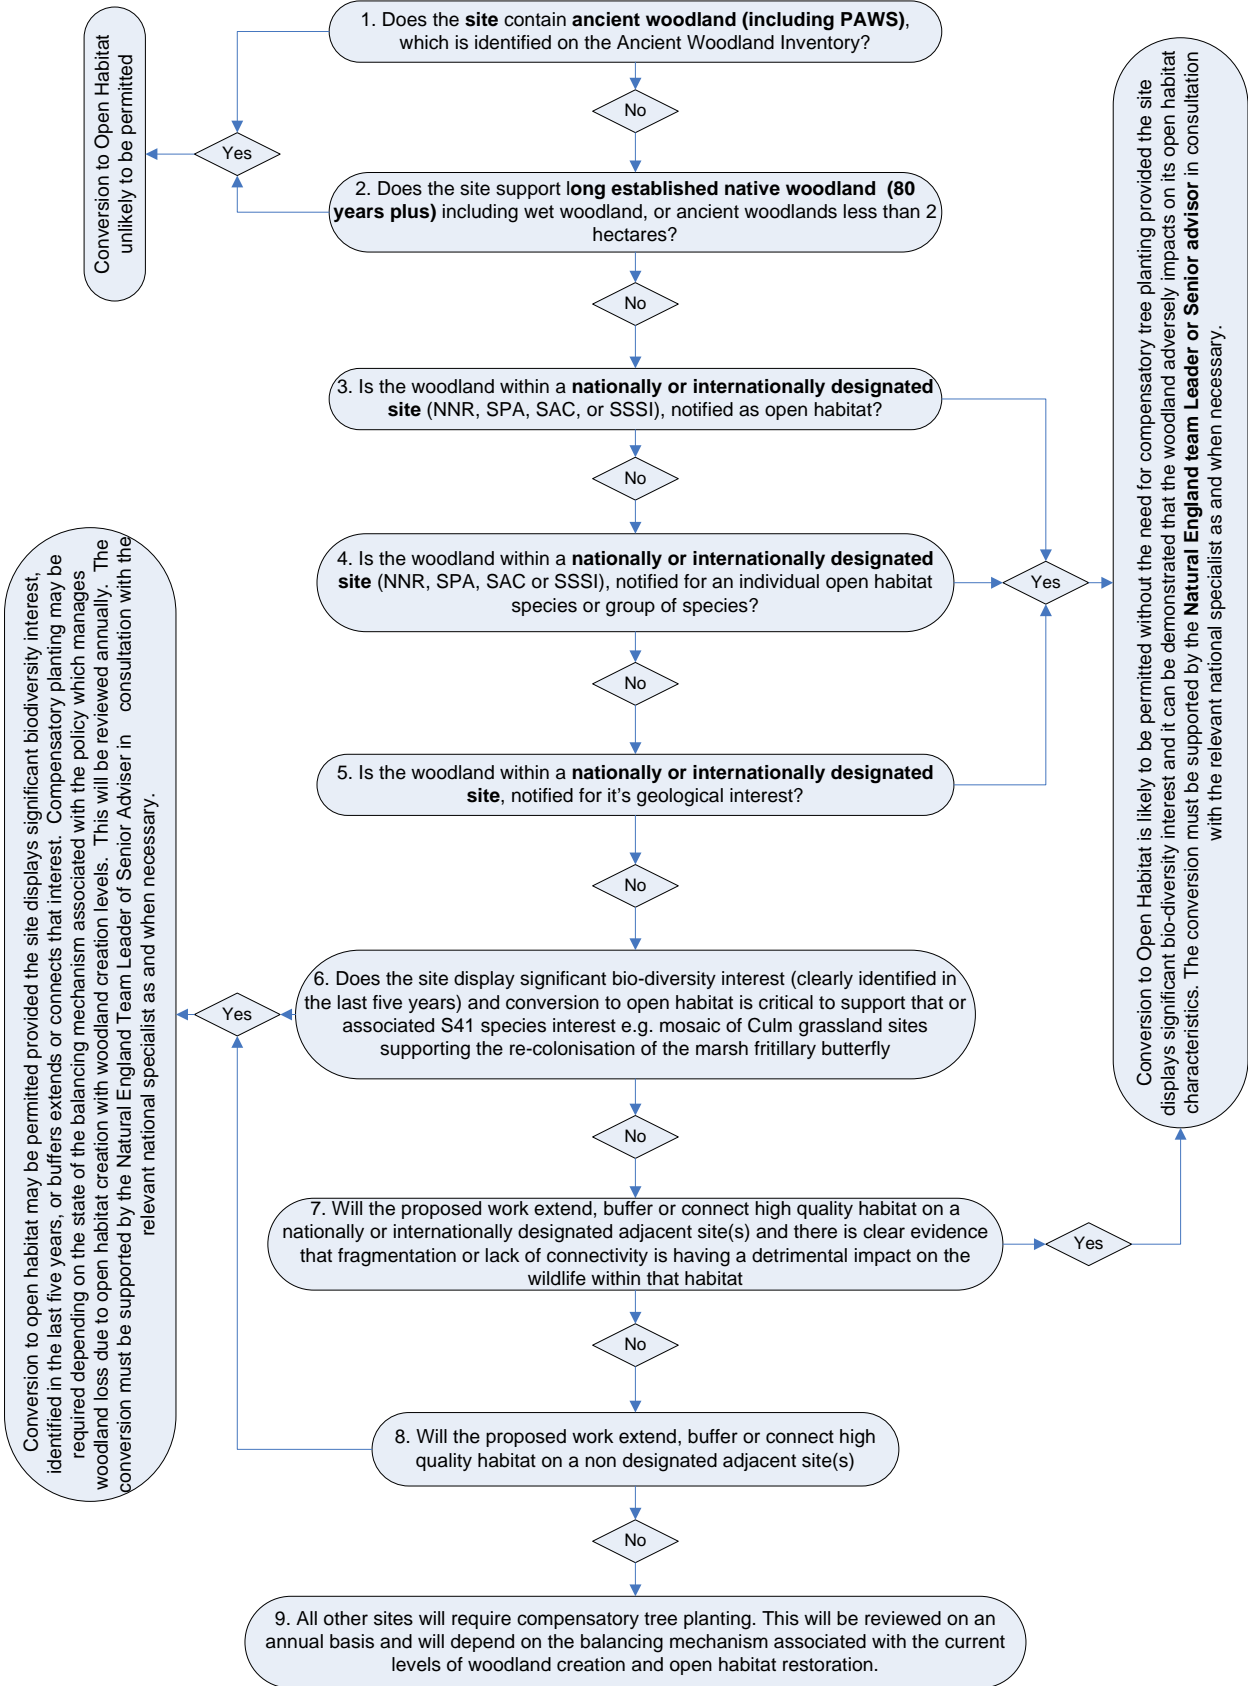 1. Does the site contain ancient woodland (including PAWS),
which is identified on the Ancient Woodland Inventory?
Conversion to Open Habitat
unlikely to be permitted
No
Yes
2. Does the site support long established native woodland (80
years plus) including wet woodland, or ancient woodlands less than 2
hectares?
No
3. Is the woodland within a nationally or internationally designated
site (NNR, SPA, SAC, or SSSI), notified as open habitat?
No
4. Is the woodland within a nationally or internationally designated
site (NNR, SPA, SAC or SSSI), notified for an individual open habitat
species or group of species?
Yes
Conversion to Open Habitat is likely to be permitted without the need for compensatory tree planting provided the site
displays significant bio-diversity interest and it can be demonstrated that the woodland adversely impacts on its open habitat
characteristics. The conversion must be supported by the Natural England team Leader or Senior advisor in consultation
with the relevant national specialist as and when necessary.
No
5. Is the woodland within a nationally or internationally designated
site, notified for it's geological interest?
No
6. Does the site display significant bio-diversity interest (clearly identified in
the last five years) and conversion to open habitat is critical to support that or
associated S41 species interest e.g. mosaic of Culm grassland sites
supporting the re-colonisation of the marsh fritillary butterfly
Yes
Conversion to open habitat may be permitted provided the site displays significant biodiversity interest,
identified in the last five years, or buffers extends or connects that interest. Compensatory planting may be
required depending on the state of the balancing mechanism associated with the policy which manages
woodland loss due to open habitat creation with woodland creation levels. This will be reviewed annually. The
conversion must be supported by the Natural England Team Leader of Senior Adviser in consultation with the
relevant national specialist as and when necessary.
No
7. Will the proposed work extend, buffer or connect high quality habitat on a
nationally or internationally designated adjacent site(s) and there is clear evidence
that fragmentation or lack of connectivity is having a detrimental impact on the
wildlife within that habitat
Yes
No
8. Will the proposed work extend, buffer or connect high
quality habitat on a non designated adjacent site(s)
No
9. All other sites will require compensatory tree planting. This will be reviewed on an
annual basis and will depend on the balancing mechanism associated with the current
levels of woodland creation and open habitat restoration.